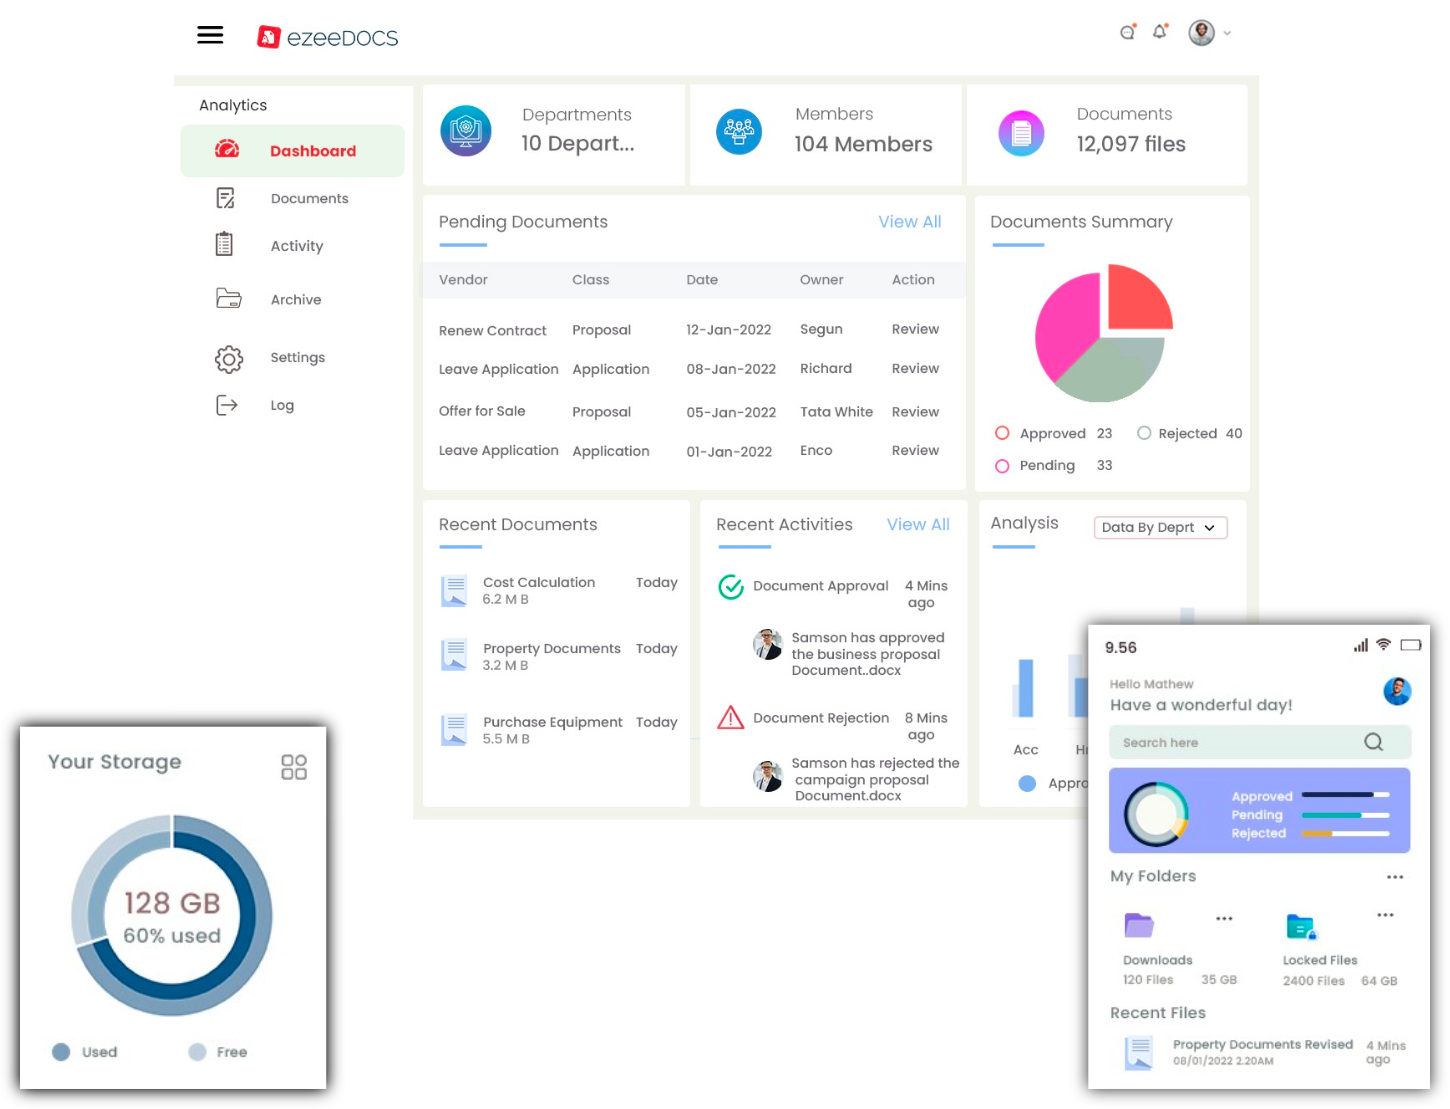 ezeeDOCS
Analytics
Dashboard
Documents
Activity
Archive
Settings
Log
Departments
10 Depart...
Members
104 Members
Documents
12,097 files
Pending Documents View All
Vendor Class Date Owner Action
Renew Contract Proposal 12-Jan-2022 Segun Review
Leave Application Application 08-Jan-2022 Richard Review
Offer for Sale Proposal 05-Jan-2022 Tata White Review
Leave Application Application 01-Jan-2022 Enco Review
Documents Summary
Approved 23 Rejected 40
Pending 33
Recent Documents
Cost Calculation Today
6.2 M B
Property Documents Today
3.2 M B
Purchase Equipment Today
5.5 M B
Recent Activities View All
Document Approval 4 Mins
ago
Samson has approved
the business proposal
Document..docx
Document Rejection 8 Mins
ago
Samson has rejected the
campaign proposal
Document.docx
Analysis Data By Deprt
Acc
Appro
Your Storage
128 GB
60% used
Used Free
9.56
Hello Mathew
Have a wonderful day!
Search here
Approved
Pending
Rejected
My Folders
Downloads
120 Files 35 GB
Locked Files
2400 Files 64 GB
Recent Files
Property Documents Revised 4 Mins
08/01/2022 2.20AM ago